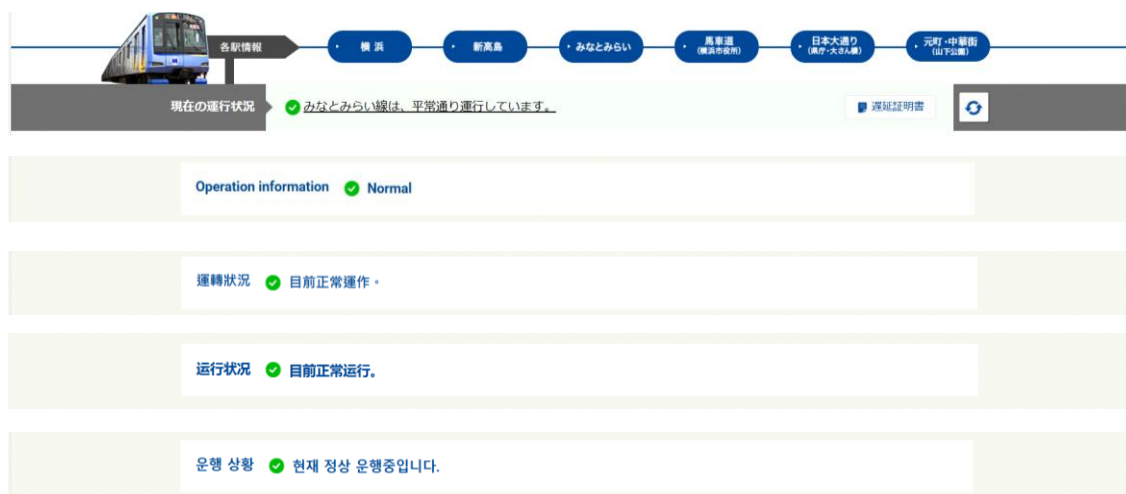 各駅情報
横浜
新高島
みなとみらい
馬車道
(横浜市役所)
日本大通り
(県庁・大さん橋)
元町・中華街
(山下公園)
現在の運行状況
みなとみらい線は、平常通り運行しています。
遅延証明書
Operation information Normal
運轉狀況 目前正常運作。
运行状况 目前正常运行。
운행 상황 현재 정상 운행중입니다.